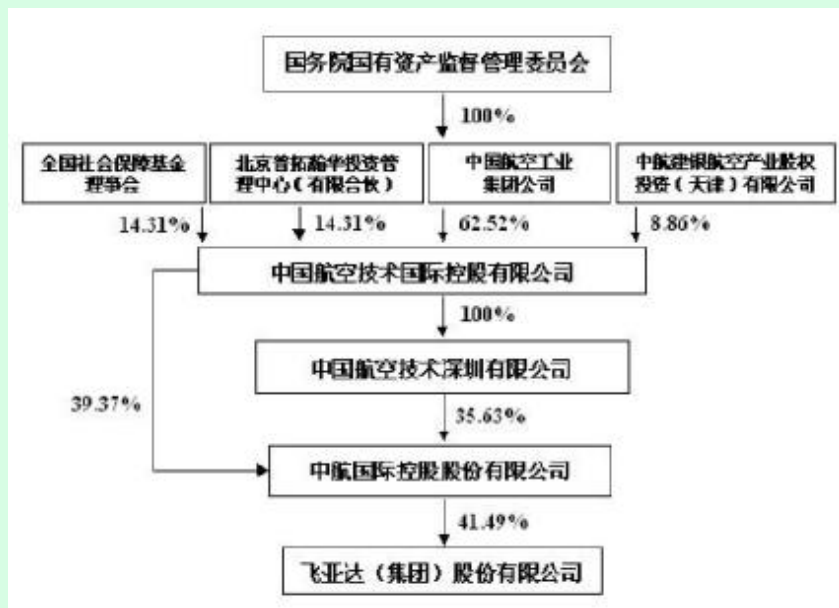 国务院国有资产监督管理委员会
100%
全国社会保障基金
理事会
北京普拓瀚华投资管
理中心(有限合伙)
中国航空工业
集团公司
中航建银航空产业股权
投资(天津)有限公司
14.31%
14.31%
62.52%
8.86%
中国航空技术国际控股有限公司
100%
中国航空技术深圳有限公司
39.37%
35.63%
中航国际控股股份有限公司
41.49%
飞亚达(集团)股份有限公司